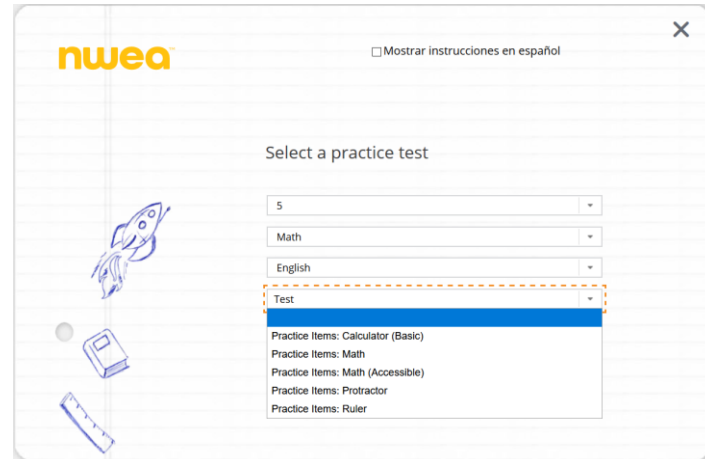 nwea
Mostrar instrucciones en español
Select a practice test
5
Math
English
Test
Practice Items: Calculator (Basic)
Practice Items: Math
Practice Items: Math (Accessible)
Practice Items: Protractor
Practice Items: Ruler